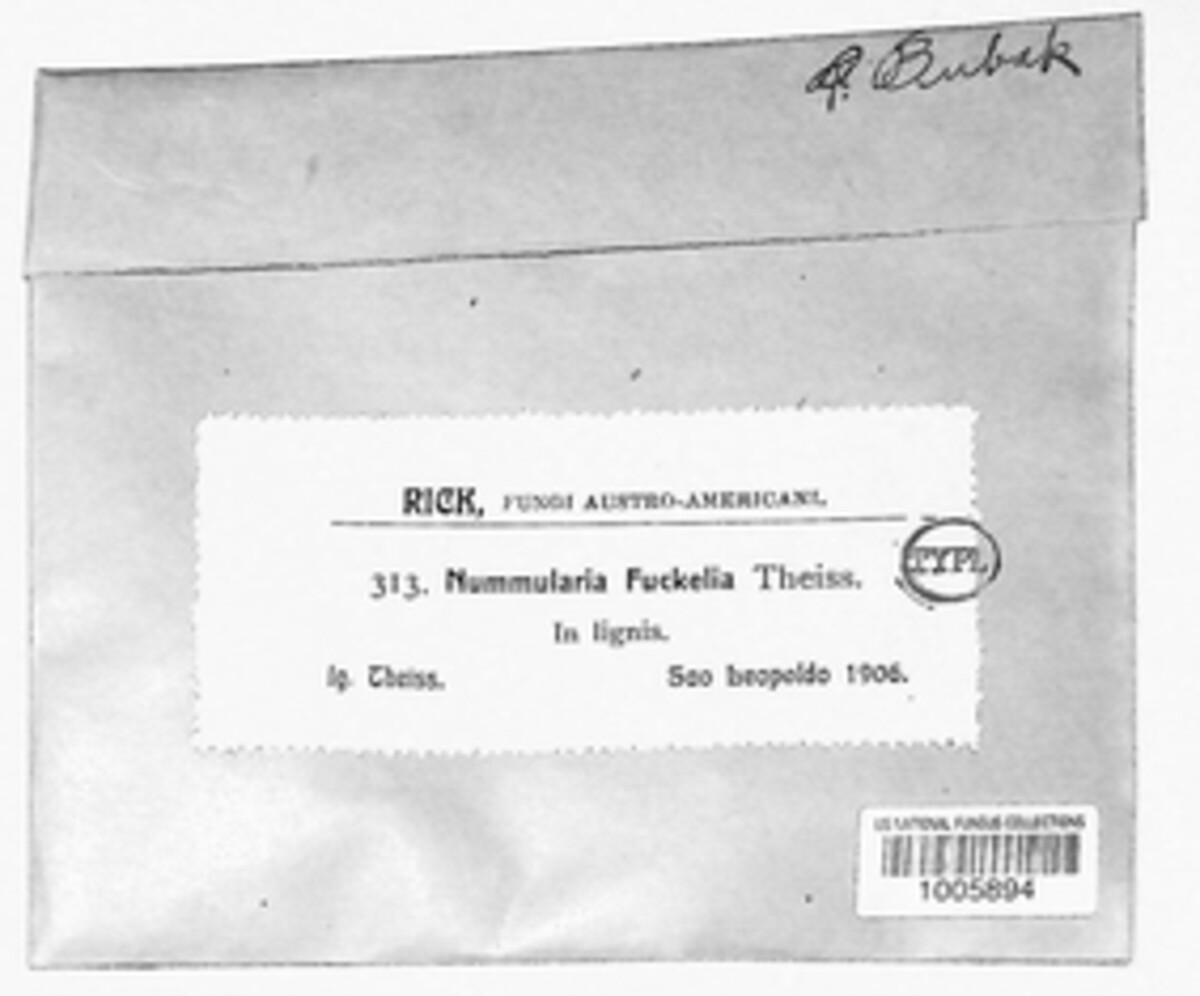 F. Bubak
RICK, FUNGI AUSTRO-AMERICANI.
313. Nummularia Fuckelia Theiss.
TYPE
In lignis.
Ig. Theiss. Sao Leopoldo 1906.
US NATIONAL FUNGUS COLLECTIONS
1005894